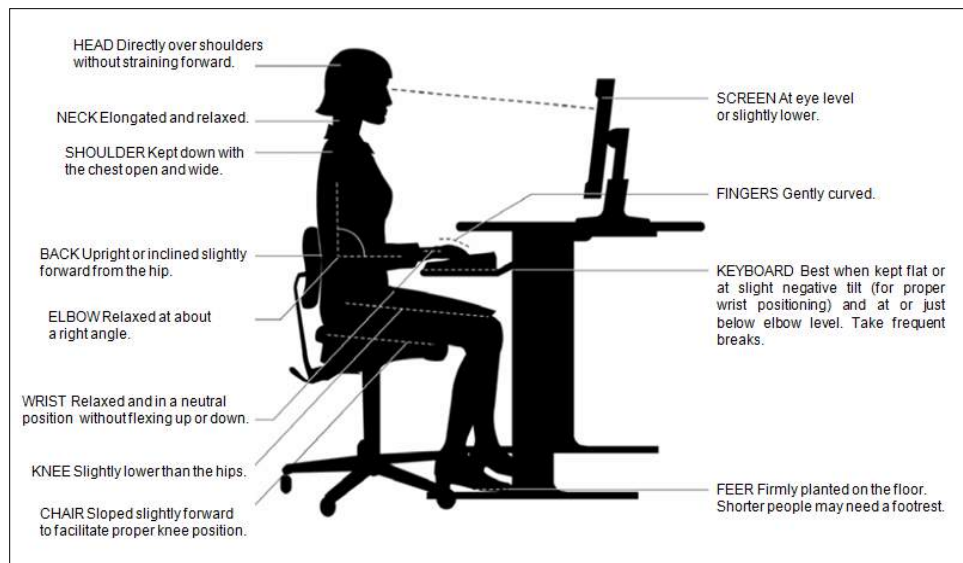 HEAD Directly over shoulders
without straining forward.
NECK Elongated and relaxed.
SHOULDER Kept down with
the chest open and wide.
BACK Upright or inclined slightly
forward from the hip.
ELBOW Relaxed at about
a right angle.
WRIST Relaxed and in a neutral
position without flexing up or down.
KNEE Slightly lower than the hips.
CHAIR Sloped slightly forward
to facilitate proper knee position.
SCREEN At eye level
or slightly lower.
FINGERS Gently curved.
KEYBOARD Best when kept flat or
at slight negative tilt (for proper
wrist positioning) and at or just
below elbow level. Take frequent
breaks.
FEER Firmly planted on the floor.
Shorter people may need a footrest.